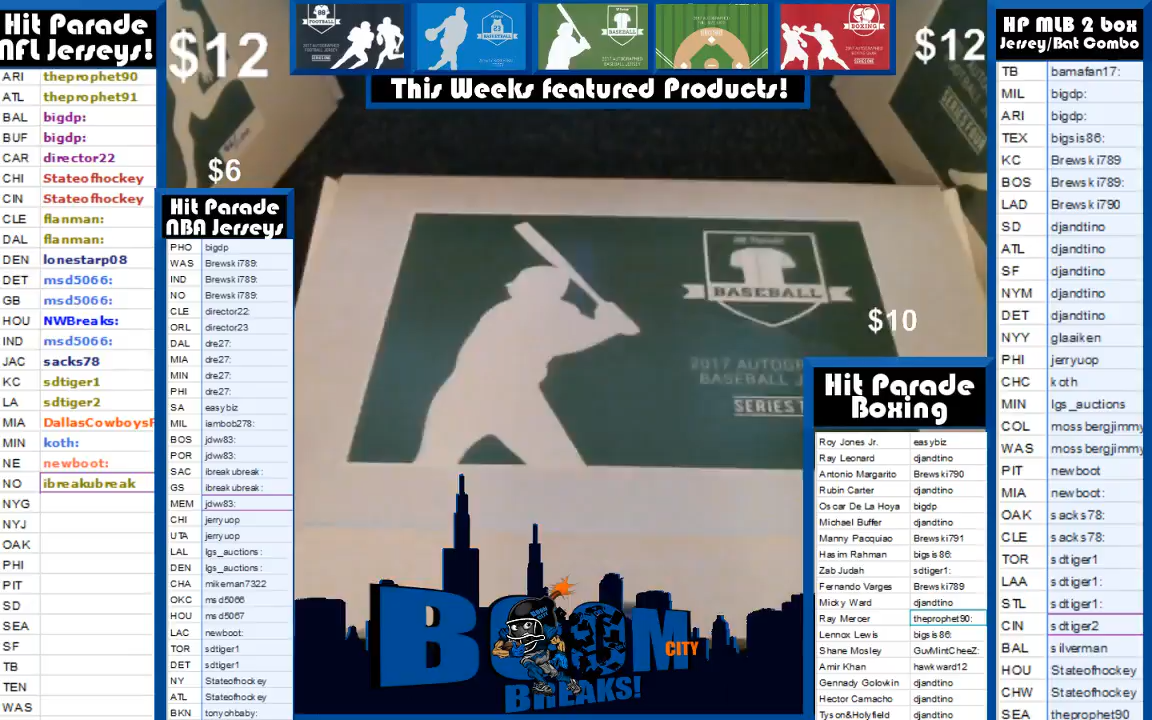 Hit Parade
NFL Jerseys!
ARI theprophet90
ATL theprophet91
BAL bigdp:
BUF bigdp:
CAR director22
CHI Stateofhockey
CIN Stateofhockey
CLE flanman:
DAL flanman:
DEN lonestarp08
DET msd5066:
GB msd5066:
HOU NWBreaks:
IND msd5066:
JAC sacks78
KC sdtiger1
LA sdtiger2
MIA DallasCowboysF
MIN koth:
NE newboot:
NO ibreakubreak
NYG
NYJ
OAK
PHI
PIT
SD
SEA
SF
TB
TEN
WAS
$12
$6
Hit Parade
NBA Jerseys
PHO bigdp
WAS Brewski789:
IND Brewski789:
NO Brewski789:
CLE director22:
ORL director23
DAL dre27:
MIA dre27:
MIN dre27:
PHI dre27:
SA easybiz
MIL iambob278:
BOS jdww83:
POR jdww83:
SAC ibreakubreak:
GS ibreakubreak:
MEM jdww83:
CHI jerryuop
UTA jerryuop
LAL lgs_auctions:
DEN lgs_auctions:
CHA mikeman7322
OKC msd5066
HOU msd5067
LAC newboot:
TOR sdtiger1
DET sdtiger1
NY Stateofhockey
ATL Stateofhockey
BKN tonyohbaby:
FOOTBALL
BASEBALL
BOXING
This Weeks Featured Products!
BASEBALL
2017 AUTOGR
BASEBALL J
SERIES
$10
BOOM
CITY
BREAKS!
$12
Hit Parade
Boxing
Roy Jones Jr. easybiz
Ray Leonard djandtino
Antonio Margarito Brewski790
Rubin Carter djandtino
Oscar De La Hoya bigdp
Michael Buffer djandtino
Manny Pacquiao Brewski791
Hasim Rahman bigsis86:
Zab Judah sdtiger1:
Fernando Varges Brewski789
Micky Ward djandtino
Ray Mercer theprophet90:
Lennox Lewis bigsis86:
Shane Mosley GuvMintCheeZ:
Amir Khan hawkward12
Gennady Golovkin djandtino
Hector Camacho djandtino
Tyson&Holyfield djandtino
HP MLB 2 box
Jersey/Bat Combo
TB bamafan17:
MIL bigdp:
ARI bigdp:
TEX bigsis86:
KC Brewski789
BOS Brewski789:
LAD Brewski790
SD djandtino
ATL djandtino
SF djandtino
NYM djandtino
DET djandtino
NYY glaaiken
PHI jerryuop
CHC koth
MIN lgs_auctions
COL mossbergjimmy
WAS mossbergjimmy
PIT newboot
MIA newboot:
OAK sacks78:
CLE sacks78:
TOR sdtiger1
LAA sdtiger1:
STL sdtiger1:
CIN sdtiger2
BAL silverman
HOU Stateofhockey
CHW Stateofhockey
SEA theprophet90